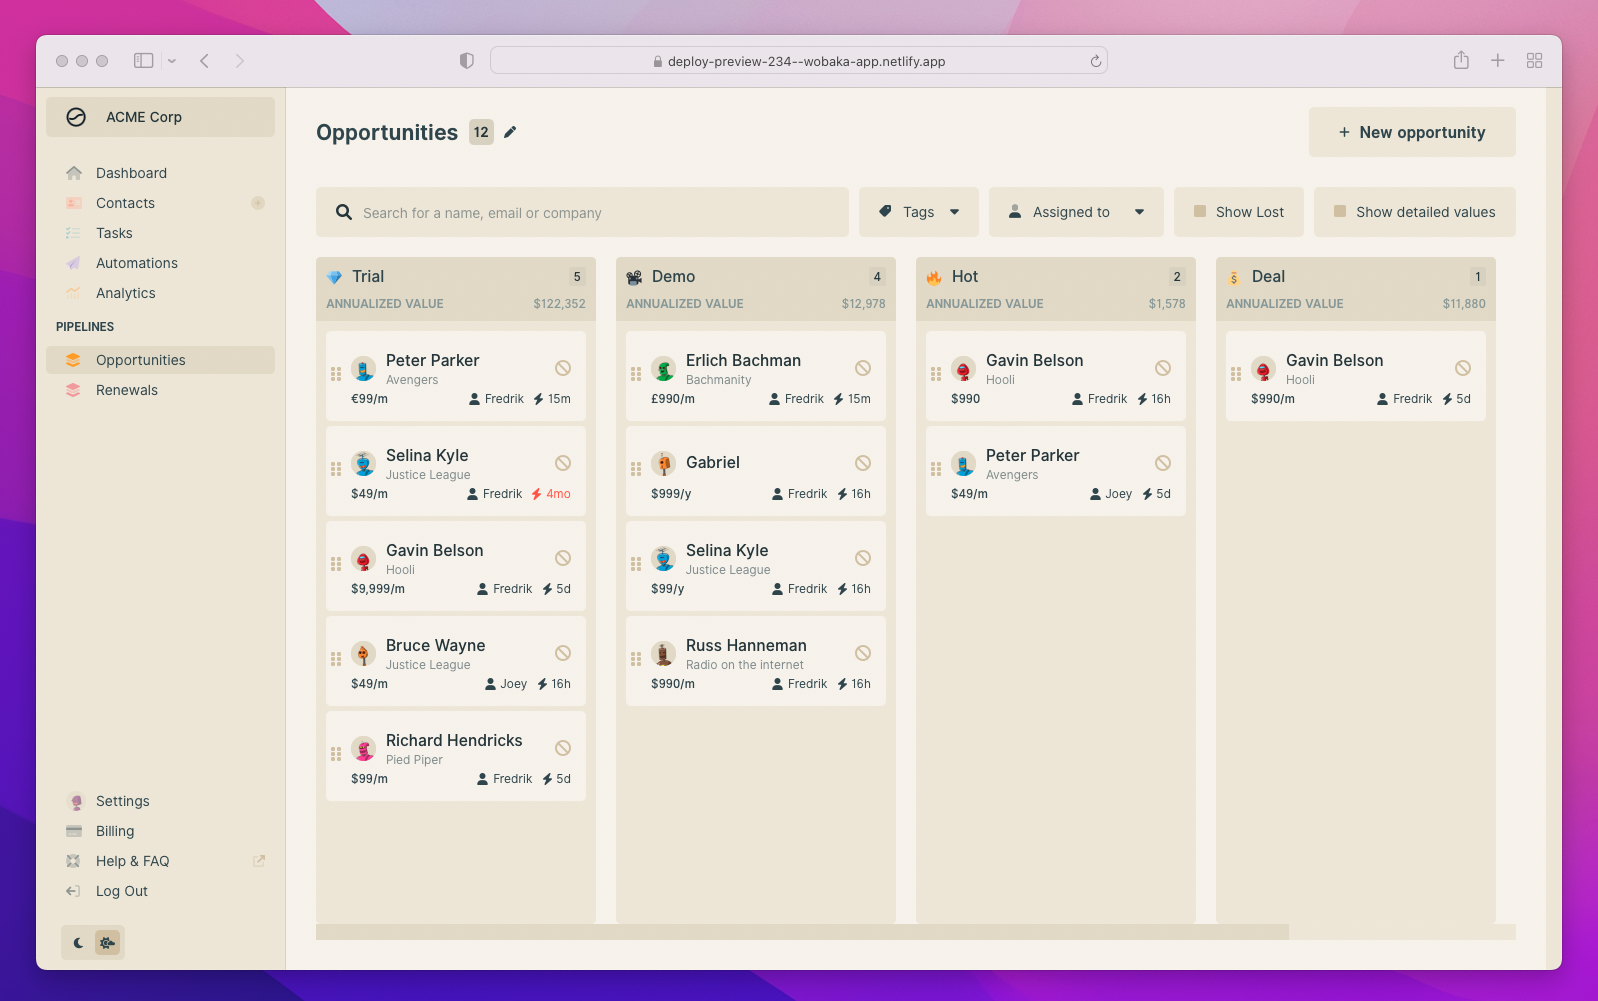 deploy-preview-234--wobaka-app.netlify.app
ACME Corp
Dashboard
Contacts
Tasks
Automations
Analytics
PIPELINES
Opportunities
Renewals
Settings
Billing
Help & FAQ
Log Out
Opportunities 12
+ New opportunity
Search for a name, email or company
Tags
Assigned to
Show Lost
Show detailed values
Trial 5
ANNUALIZED VALUE $122,352
Peter Parker
Avengers
€99/m Fredrik 15m
Selina Kyle
Justice League
$49/m Fredrik 4mo
Gavin Belson
Hooli
$9,999/m Fredrik 5d
Bruce Wayne
Justice League
$49/m Joey 16h
Richard Hendricks
Pied Piper
$99/m Fredrik 5d
Demo 4
ANNUALIZED VALUE $12,978
Erlich Bachman
Bachmanity
£990/m Fredrik 15m
Gabriel
$999/y Fredrik 16h
Selina Kyle
Justice League
$99/y Fredrik 16h
Russ Hanneman
Radio on the internet
$990/m Fredrik 16h
Hot 2
ANNUALIZED VALUE $1,578
Gavin Belson
Hooli
$990 Fredrik 16h
Peter Parker
Avengers
$49/m Joey 5d
Deal 1
ANNUALIZED VALUE $11,880
Gavin Belson
Hooli
$990/m Fredrik 5d